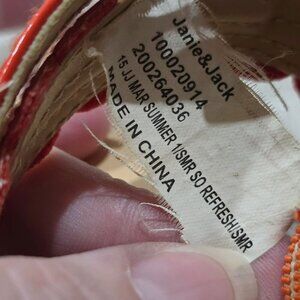 Janie&Jack
100020914
200264036
15 JJ MAR SUMMER 1/SMR SO REFRESH/SMR
MADE IN CHINA